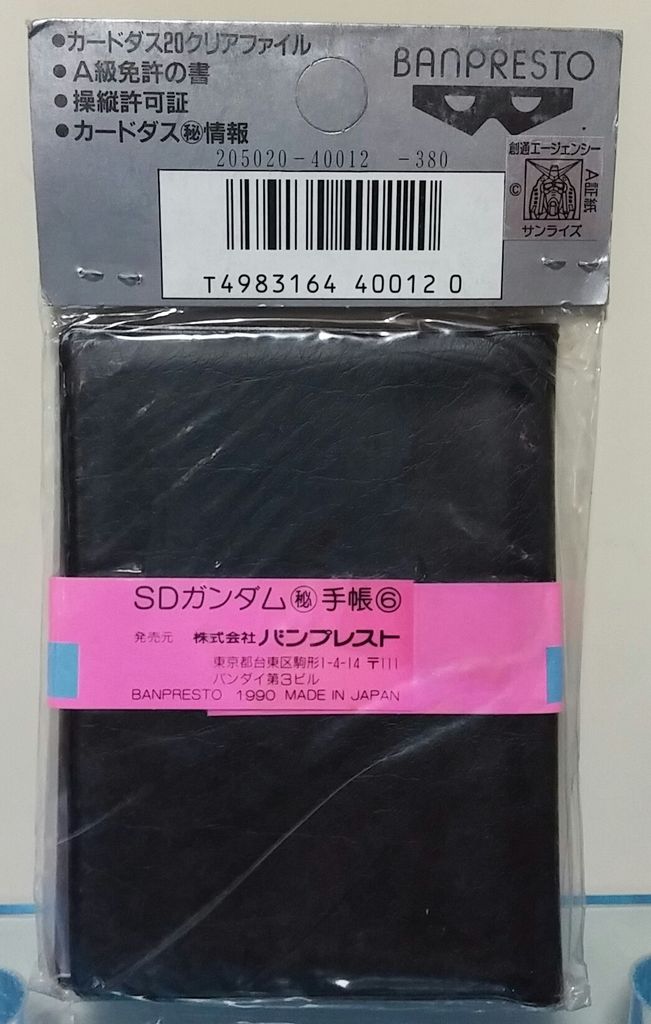 •カードダス20クリアファイル
•A級免許の書
•操縦許可証
•カードダス㊙情報
BANPRESTO
205020-40012 -380
創通エージェンシー
©
A証紙
サンライズ
T4983164 40012 0
SDガンダム㊙手帳⑥
発売元 株式会社 バンプレスト
東京都台東区駒形1-4-14 〒111
バンダイ第3ビル
BANPRESTO 1990 MADE IN JAPAN